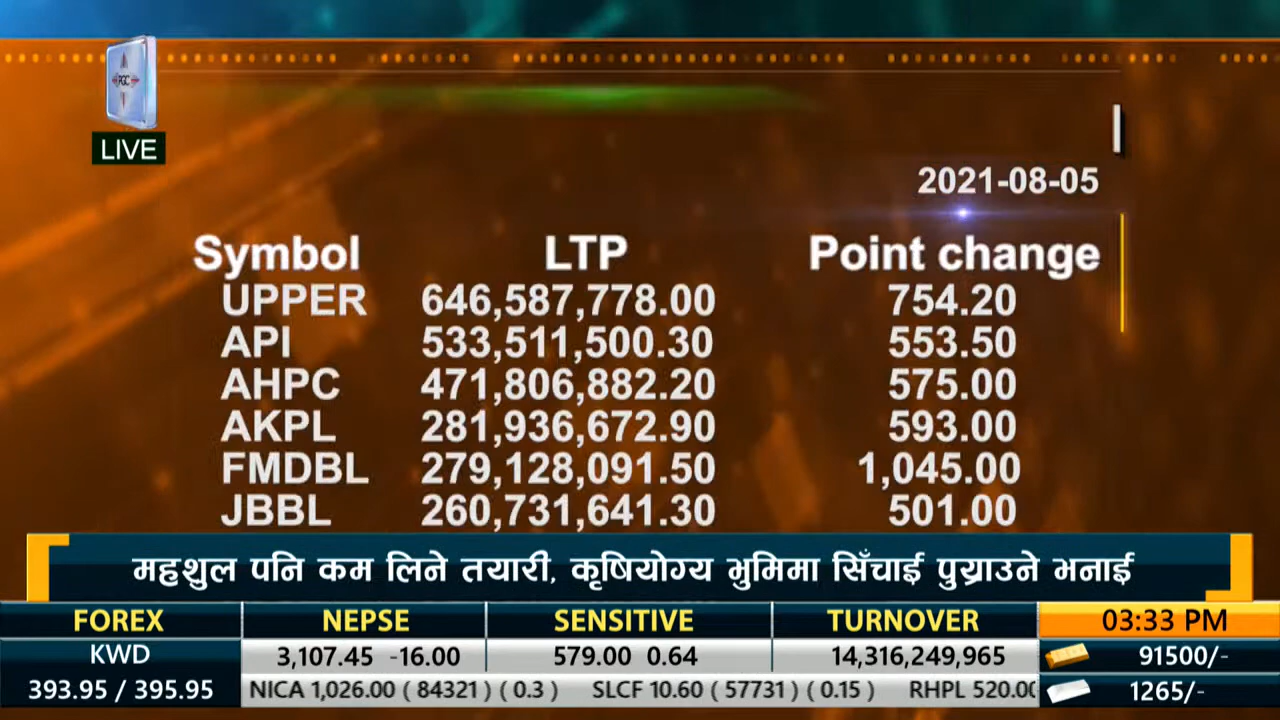 PGC
LIVE
2021-08-05
Symbol LTP Point change
UPPER 646,587,778.00 754.20
API 533,511,500.30 553.50
AHPC 471,806,882.20 575.00
AKPL 281,936,672.90 593.00
FMDBL 279,128,091.50 1,045.00
JBBL 260,731,641.30 501.00
महशुल पनि कम लिने तयारी, कृषियोग्य भुमिमा सिँचाई पुर्‍याउने भनाई
FOREX NEPSE SENSITIVE TURNOVER 03:33 PM
KWD 3,107.45 -16.00 579.00 0.64 14,316,249,965 91500/-
393.95 / 395.95 NICA 1,026.00 ( 84321 ) ( 0.3 ) SLCF 10.60 ( 57731 ) ( 0.15 ) RHPL 520.00 1265/-